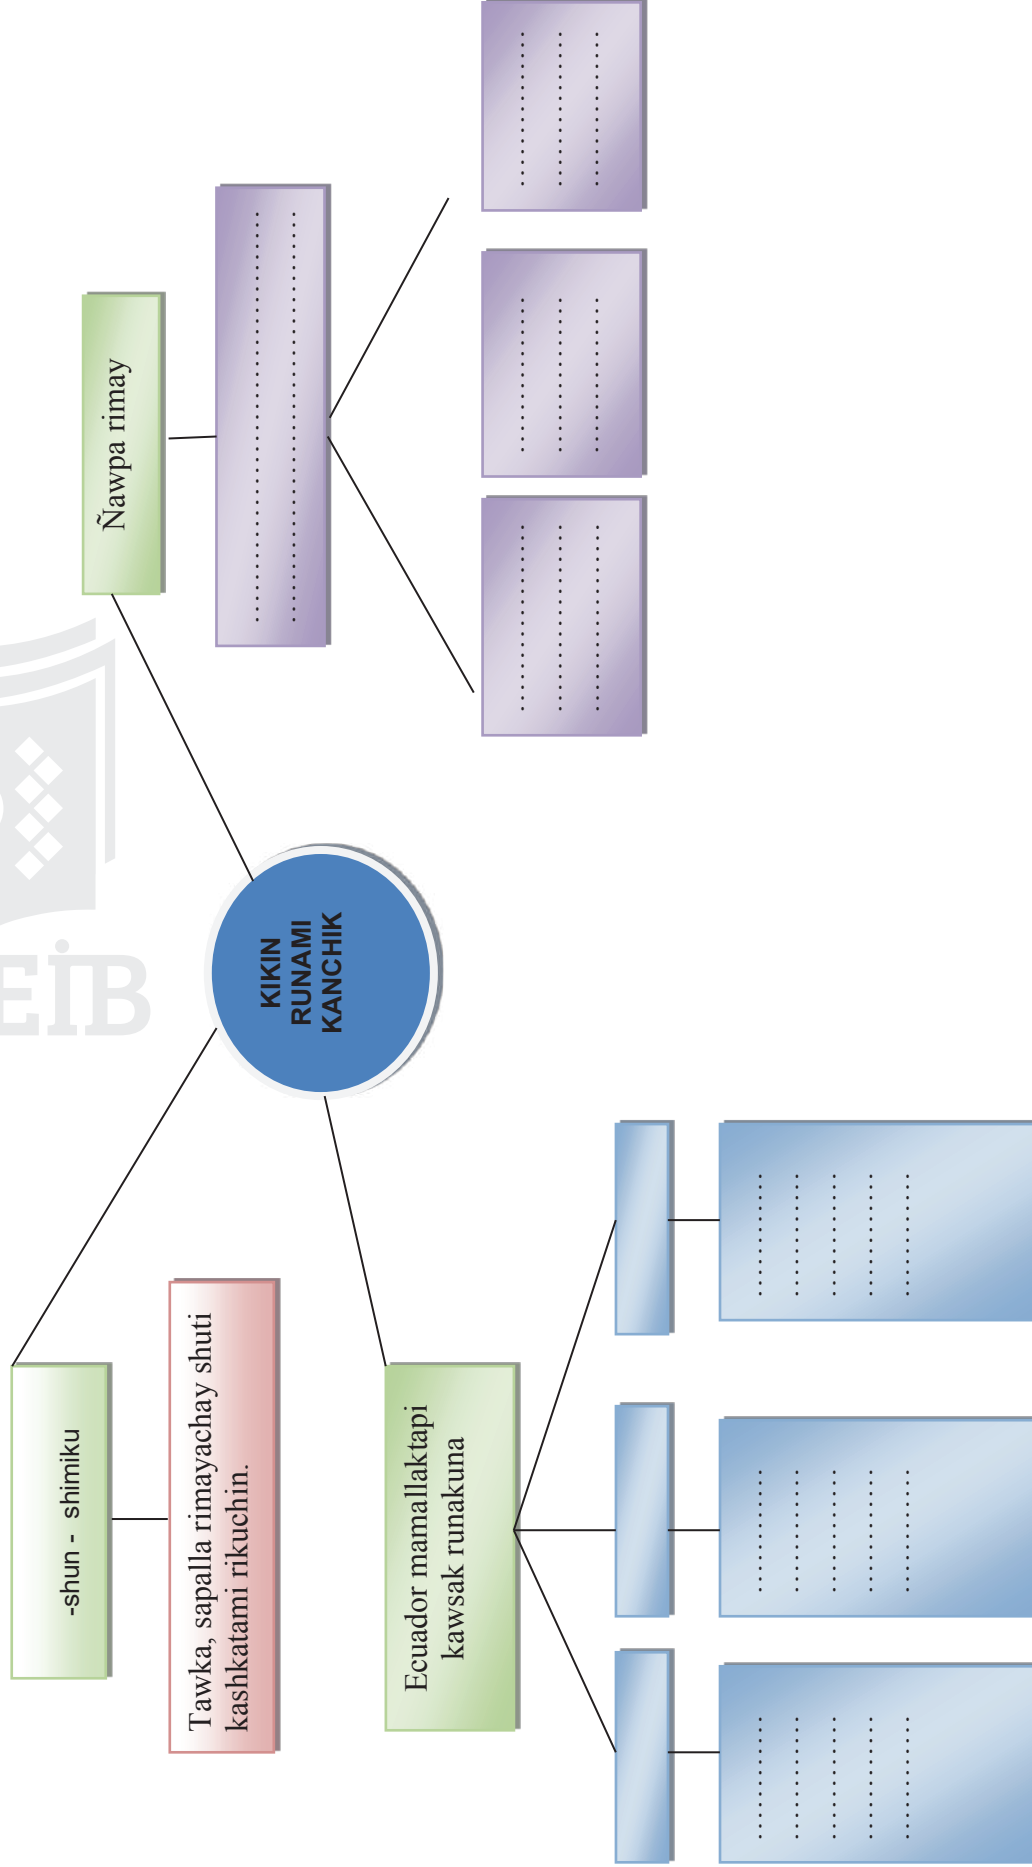 -shun - shimiku
Tawka, sapalla rimayachay shuti
kashkatami rikuchin.
Ecuador mamallaktapi
kawsak runakuna
KIKIN
RUNAMI
KANCHIK
Ñawpa rimay
EIB